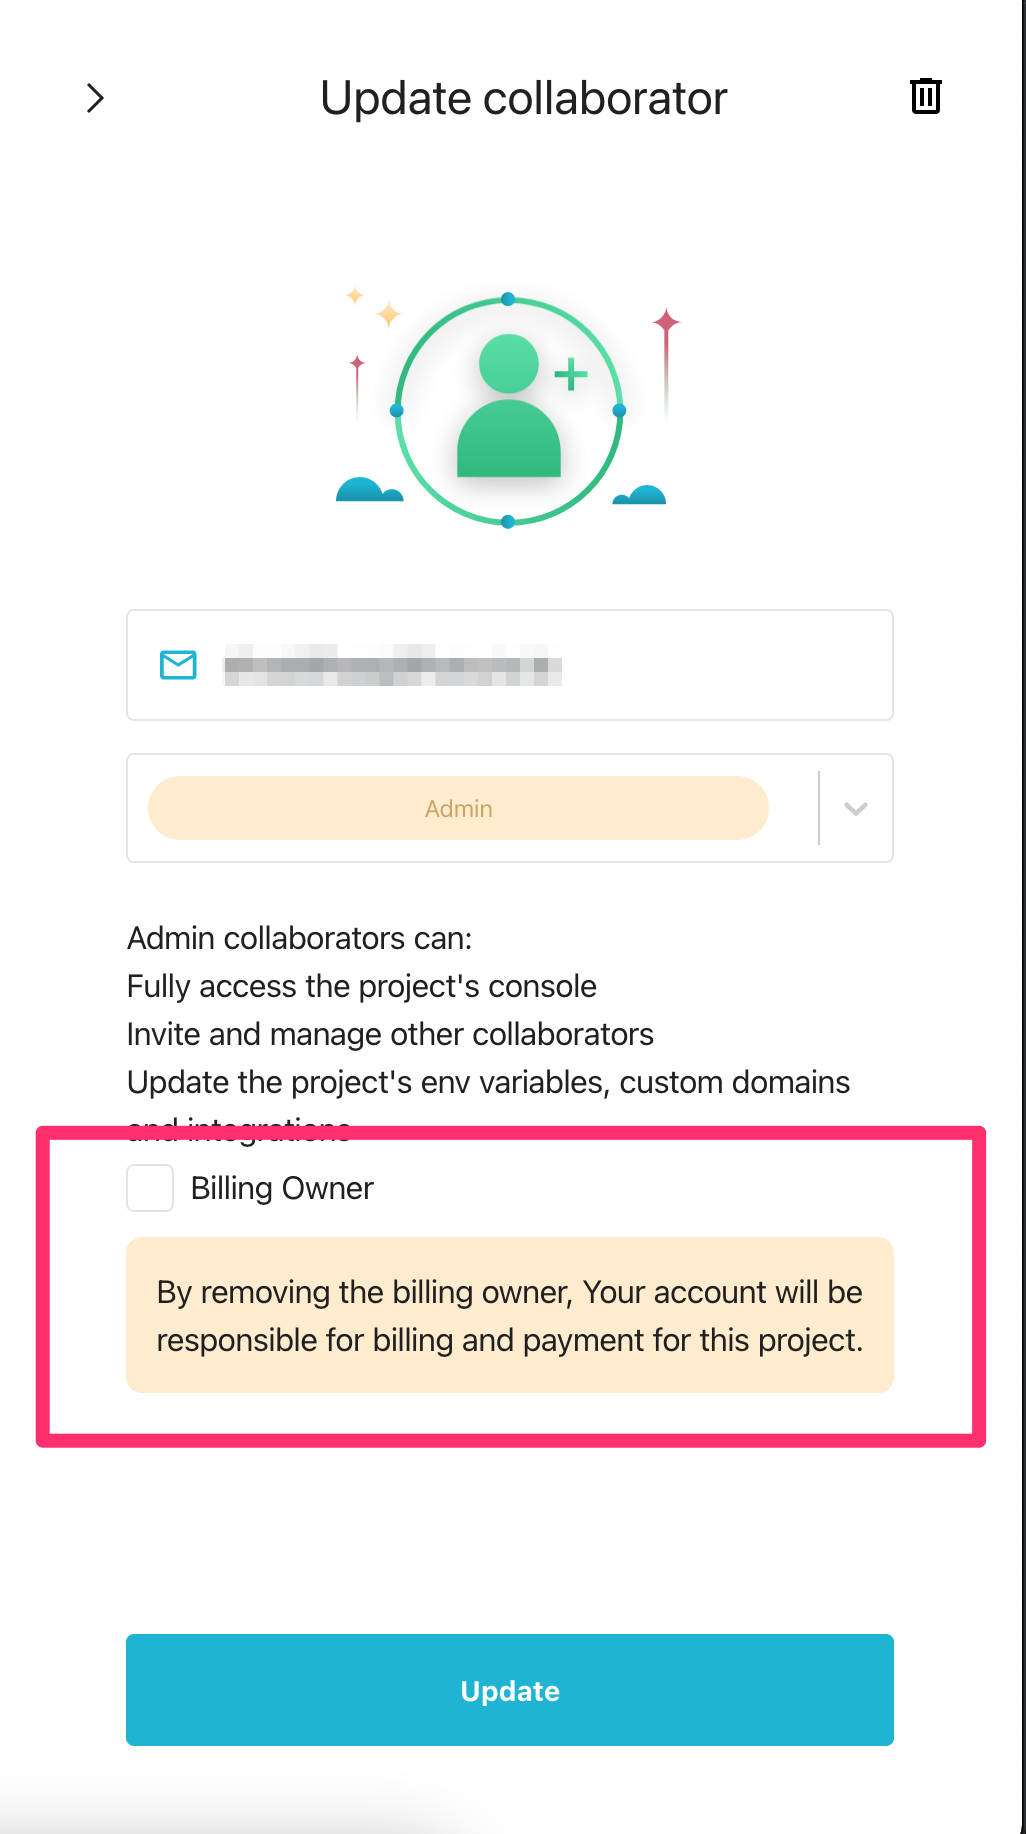 Update collaborator
Admin
Admin collaborators can:
Fully access the project's console
Invite and manage other collaborators
Update the project's env variables, custom domains
and integrations
Billing Owner
By removing the billing owner, Your account will be
responsible for billing and payment for this project.
Update